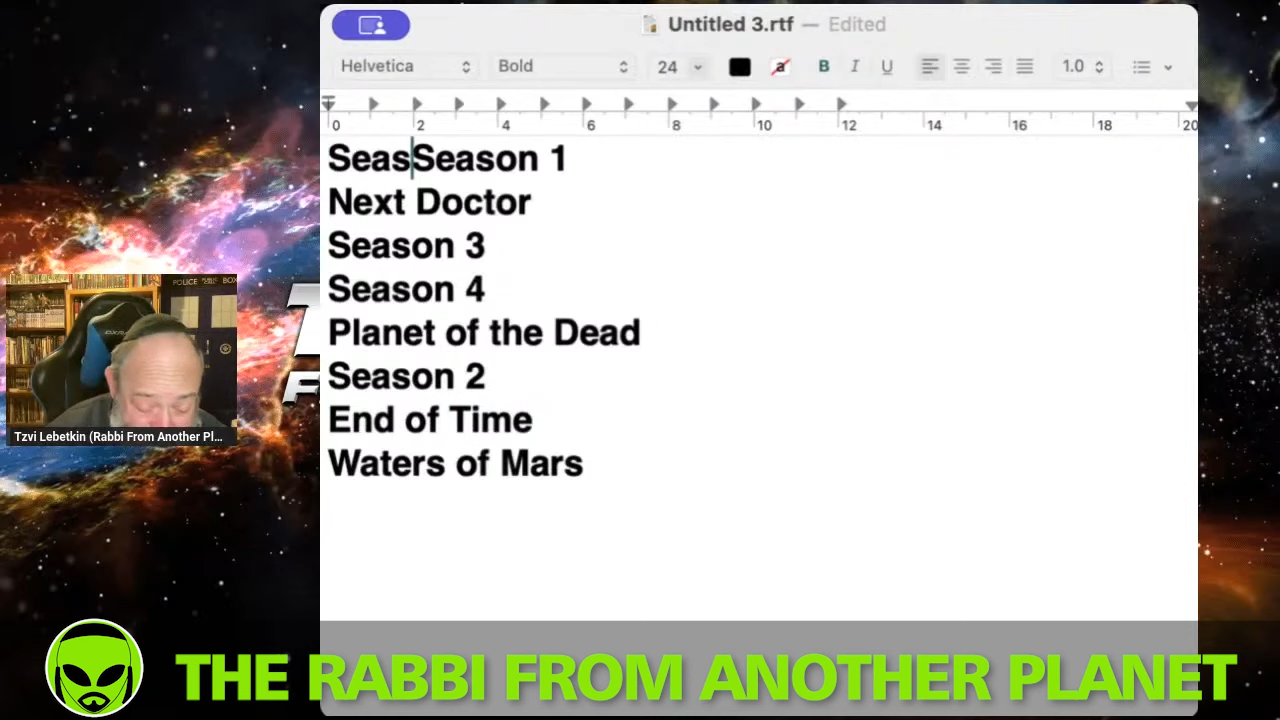 Untitled 3.rtf — Edited
Helvetica Bold 24 a B I U 1.0
0 2 4 6 8 10 12 14 16 18 20
SeasSeason 1
Next Doctor
Season 3
Season 4
Planet of the Dead
Season 2
End of Time
Waters of Mars
POLICE BOX
Tzvi Lebetkin (Rabbi From Another Pl...
THE RABBI FROM ANOTHER PLANET